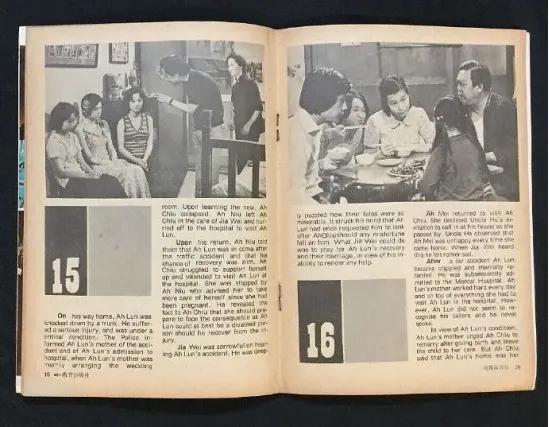 15
On his way home, Ah Lun was
knocked down by a trunk. He suffer-
ed a serious injury, and was under a
critical condition. The Police in-
formed Ah Lun's mother of the acci-
dent and of Ah Lun's admission to
hospital, when Ah Lun's mother was
merrily arranging the wedding
room. Upon learning the new, Ah
Chiu collapsed. Ah Niu left Ah
Chiu in the care of Jia Wei and hur-
ried off to the hospital to visit Ah
Lun.
Upon his return, Ah Niu told
them that Ah Lun was in coma after
the traffic accident and that his
chance of recovery was slim. Ah
Chiu struggled to support herself
up and intended to visit Ah Lun at
the hospital. She was stopped by
Ah Niu who advised her to take
more care of herself since she had
been pregnant. He revealed the
fact to Ah Chiu that she should pre-
pare to face the consequence as Ah
Lun could at best be a disabled per-
son should he recover from the in-
jury.
Jia Wei was sorrowful on hear-
ing Ah Lun's accident. He was deep-
18
ly puzzled how their fates were so
miserable. It struck his mind that Ah
Lun had once requested him to look
after AhChiu should any misfortune
fall on him. What Jia Wei could do
was to pray for Ah Lun's recovery
and their marriage, in view of his in-
ability to render any help.
16
Ah Mei returned to visit Ah
Chiu. She declined Uncle Ho's in-
vitation to call in at his house as she
passed by. Uncle Ho observed that
Ah Mei was unhappy every time she
came home. When Jia Wei heard
this he felt rather sad.
After a car accident Ah Lun
became crippled and mentally re-
tarded. He was subsequently ad-
mitted to the Mental Hospital. Ah
Lun's mother worked hard every day
and on top of everything she had to
visit Ah Lun in the hospital. How-
ever, Ah Lun did not seem to re-
cognise his callers and he never
spoke.
In view of Ah Lun's condition,
Ah Lun's mother urged Ah Chiu to
remarry after giving birth and leave
the child to her care. But Ah Chiu
said that Ah Lun's home was her